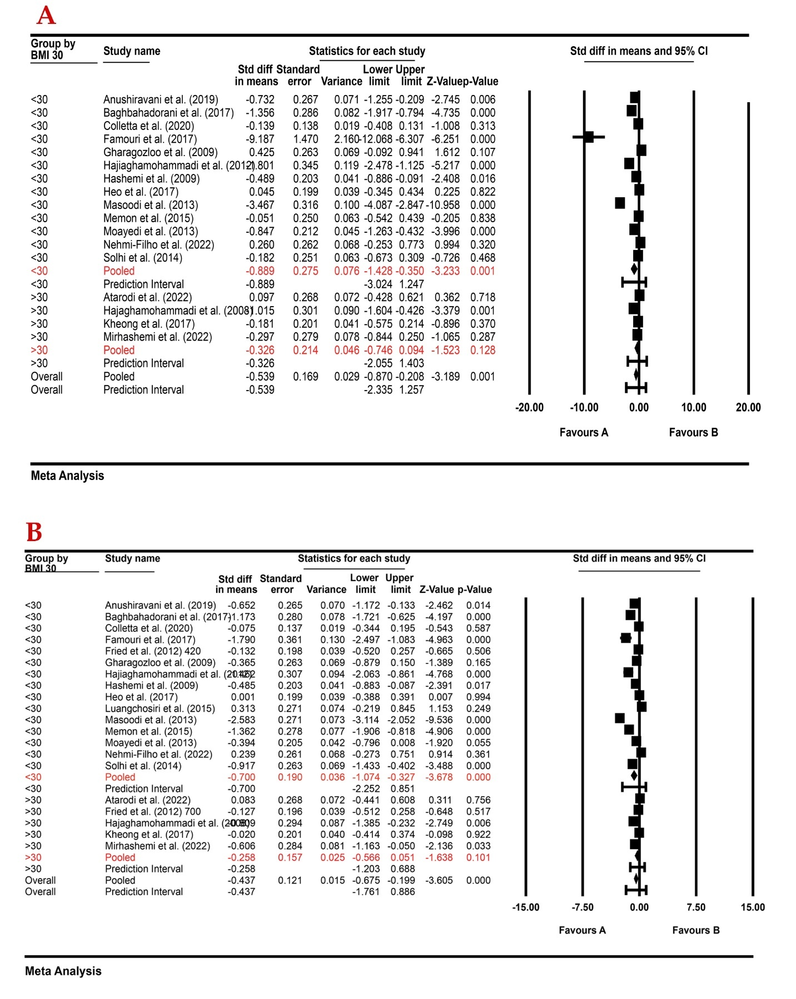 A
Group by BMI 30 Study name Statistics for each study Std diff in means and 95% CI
Std diff in means Standard error Variance Lower limit Upper limit Z-Value p-Value
<30 Anushiravani et al. (2019) -0.732 0.267 0.071 -1.255 -0.209 -2.745 0.006
<30 Baghbahadorani et al. (2017) -1.356 0.286 0.082 -1.917 -0.794 -4.735 0.000
<30 Colletta et al. (2020) -0.139 0.138 0.019 -0.408 0.131 -1.008 0.313
<30 Famouri et al. (2017) -9.187 1.470 2.160 -12.068 -6.307 -6.251 0.000
<30 Gharagozloo et al. (2009) 0.425 0.263 0.069 -0.092 0.941 1.612 0.107
<30 Hajiaghamohammadi et al. (2012) -1.801 0.345 0.119 -2.478 -1.125 -5.217 0.000
<30 Hashemi et al. (2009) -0.489 0.203 0.041 -0.886 -0.091 -2.408 0.016
<30 Heo et al. (2017) 0.045 0.199 0.039 -0.345 0.434 0.225 0.822
<30 Masoodi et al. (2013) -3.467 0.316 0.100 -4.087 -2.847 -10.958 0.000
<30 Memon et al. (2015) -0.051 0.250 0.063 -0.542 0.439 -0.205 0.838
<30 Moayedi et al. (2013) -0.847 0.212 0.045 -1.263 -0.432 -3.996 0.000
<30 Nehmi-Filho et al. (2022) 0.260 0.262 0.068 -0.253 0.773 0.994 0.320
<30 Solhi et al. (2014) -0.182 0.251 0.063 -0.673 0.309 -0.726 0.468
<30 Pooled -0.889 0.275 0.076 -1.428 -0.350 -3.233 0.001
<30 Prediction Interval -0.889 -3.024 1.247
>30 Atarodi et al. (2022) 0.097 0.268 0.072 -0.428 0.621 0.362 0.718
>30 Hajaghamohammadi et al. (2008) -1.015 0.301 0.090 -1.604 -0.426 -3.379 0.001
>30 Kheong et al. (2017) -0.181 0.201 0.041 -0.575 0.214 -0.896 0.370
>30 Mirhashemi et al. (2022) -0.297 0.279 0.078 -0.844 0.250 -1.065 0.287
>30 Pooled -0.326 0.214 0.046 -0.746 0.094 -1.523 0.128
>30 Prediction Interval -0.326 -2.055 1.403
Overall Pooled -0.539 0.169 0.029 -0.870 -0.208 -3.189 0.001
Overall Prediction Interval -0.539 -2.335 1.257
-20.00 -10.00 0.00 10.00 20.00
Favours A Favours B
Meta Analysis
B
Group by BMI 30 Study name Statistics for each study Std diff in means and 95% CI
Std diff in means Standard error Variance Lower limit Upper limit Z-Value p-Value
<30 Anushiravani et al. (2019) -0.652 0.265 0.070 -1.172 -0.133 -2.462 0.014
<30 Baghbahadorani et al. (2017) -1.173 0.280 0.078 -1.721 -0.625 -4.197 0.000
<30 Colletta et al. (2020) -0.075 0.137 0.019 -0.344 0.195 -0.543 0.587
<30 Famouri et al. (2017) -1.790 0.361 0.130 -2.497 -1.083 -4.963 0.000
<30 Fried et al. (2012) 420 -0.132 0.198 0.039 -0.520 0.257 -0.665 0.506
<30 Gharagozloo et al. (2009) -0.365 0.263 0.069 -0.879 0.150 -1.389 0.165
<30 Hajiaghamohammadi et al. (2012) -1.462 0.307 0.094 -2.063 -0.861 -4.768 0.000
<30 Hashemi et al. (2009) -0.485 0.203 0.041 -0.883 -0.087 -2.391 0.017
<30 Heo et al. (2017) 0.001 0.199 0.039 -0.388 0.391 0.007 0.994
<30 Luangchosiri et al. (2015) 0.313 0.271 0.074 -0.219 0.845 1.153 0.249
<30 Masoodi et al. (2013) -2.583 0.271 0.073 -3.114 -2.052 -9.536 0.000
<30 Memon et al. (2015) -1.362 0.278 0.077 -1.906 -0.818 -4.906 0.000
<30 Moayedi et al. (2013) -0.394 0.205 0.042 -0.796 0.008 -1.920 0.055
<30 Nehmi-Filho et al. (2022) 0.239 0.261 0.068 -0.273 0.751 0.914 0.361
<30 Solhi et al. (2014) -0.917 0.263 0.069 -1.433 -0.402 -3.488 0.000
<30 Pooled -0.700 0.190 0.036 -1.074 -0.327 -3.678 0.000
<30 Prediction Interval -0.700 -2.252 0.851
>30 Atarodi et al. (2022) 0.083 0.268 0.072 -0.441 0.608 0.311 0.756
>30 Fried et al. (2012) 700 -0.127 0.196 0.039 -0.512 0.258 -0.648 0.517
>30 Hajaghamohammadi et al. (2008) -0.809 0.294 0.087 -1.385 -0.232 -2.749 0.006
>30 Kheong et al. (2017) -0.020 0.201 0.040 -0.414 0.374 -0.098 0.922
>30 Mirhashemi et al. (2022) -0.606 0.284 0.081 -1.163 -0.050 -2.136 0.033
>30 Pooled -0.258 0.157 0.025 -0.566 0.051 -1.638 0.101
>30 Prediction Interval -0.258 -1.203 0.688
Overall Pooled -0.437 0.121 0.015 -0.675 -0.199 -3.605 0.000
Overall Prediction Interval -0.437 -1.761 0.886
-15.00 -7.50 0.00 7.50 15.00
Favours A Favours B
Meta Analysis